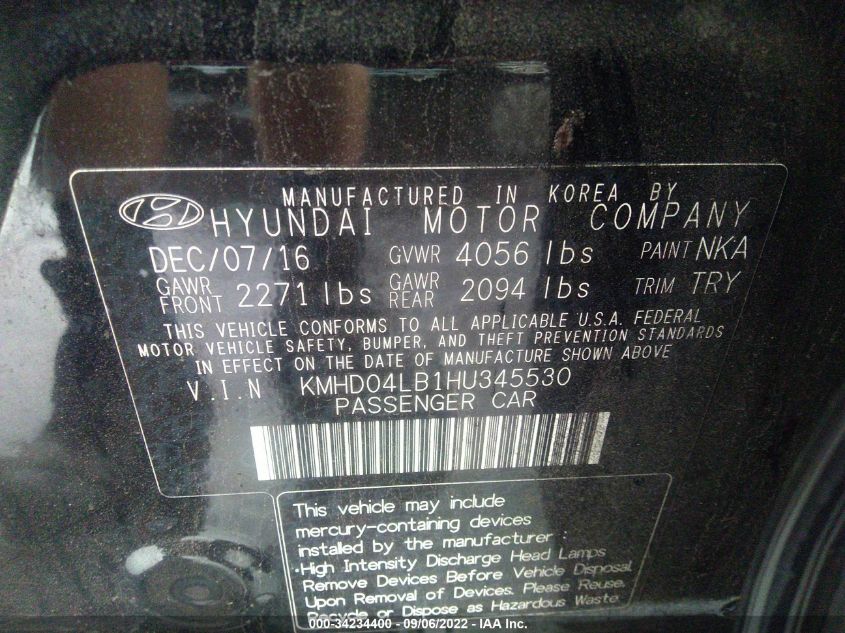 MANUFACTURED IN KOREA BY
HYUNDAI MOTOR COMPANY
DEC/07/16 GVWR 4056 lbs PAINT NKA
GAWR FRONT 2271 lbs GAWR REAR 2094 lbs TRIM TRY
THIS VEHICLE CONFORMS TO ALL APPLICABLE U.S.A. FEDERAL
MOTOR VEHICLE SAFETY, BUMPER, AND THEFT PREVENTION STANDARDS
IN EFFECT ON THE DATE OF MANUFACTURE SHOWN ABOVE
V.I.N KMHD04LB1HU345530
PASSENGER CAR
This vehicle may include
mercury-containing devices
installed by the manufacturer :
·High Intensity Discharge Head Lamps
Remove Devices Before Vehicle Disposal
Upon Removal of Devices. Please Reuse,
Recycle or Dispose as Hazardous Waste.
000-34234400 - 09/06/2022 - IAA Inc.